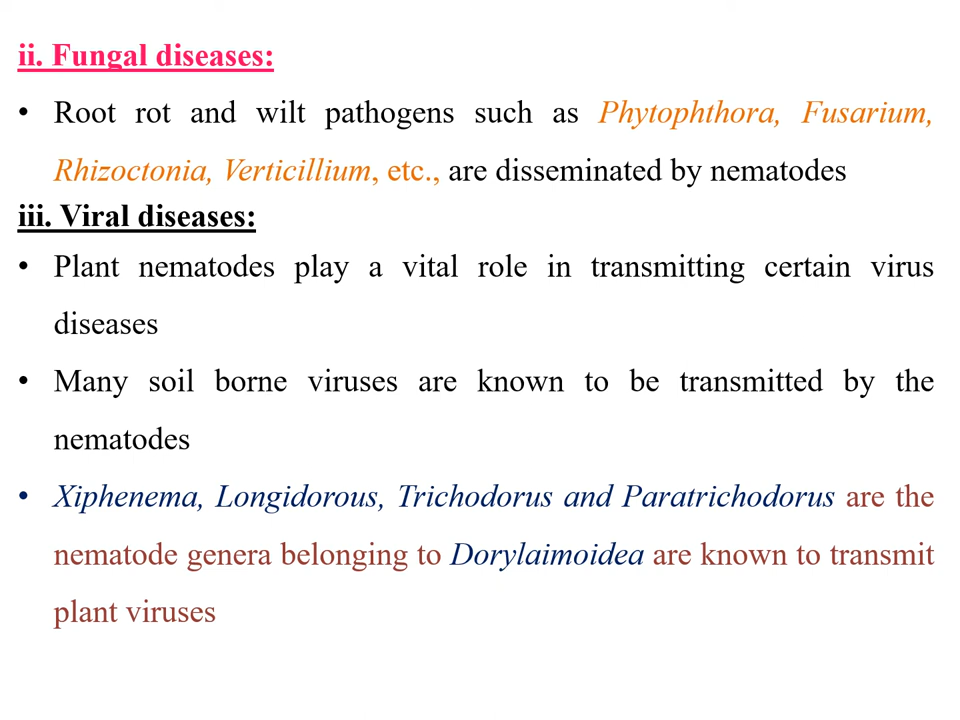 ii. Fungal diseases:
• Root rot and wilt pathogens such as Phytophthora, Fusarium,
Rhizoctonia, Verticillium, etc., are disseminated by nematodes
iii. Viral diseases:
• Plant nematodes play a vital role in transmitting certain virus
diseases
• Many soil borne viruses are known to be transmitted by the
nematodes
• Xiphenema, Longidorous, Trichodorus and Paratrichodorus are the
nematode genera belonging to Dorylaimoidea are known to transmit
plant viruses